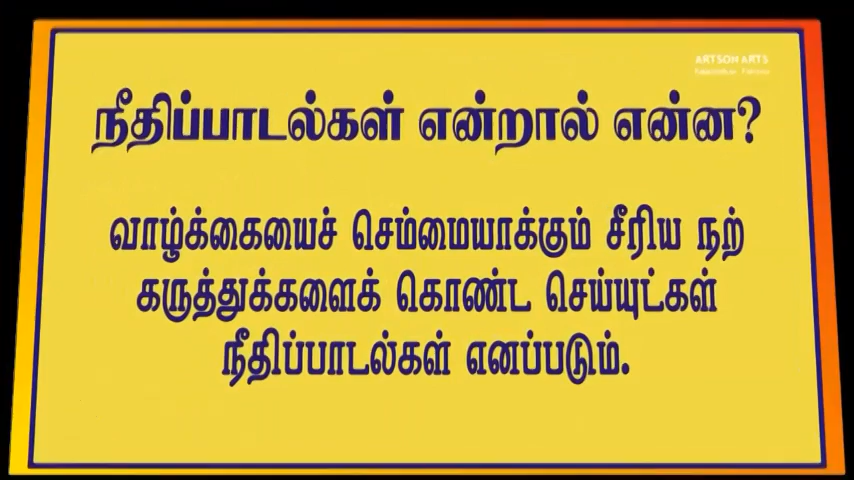 ARTSON ARTS
நீதிப்பாடல்கள் என்றால் என்ன?
வாழ்க்கையைச் செம்மையாக்கும் சீரிய நற்
கருத்துக்களைக் கொண்ட செய்யுட்கள்
நீதிப்பாடல்கள் எனப்படும்.